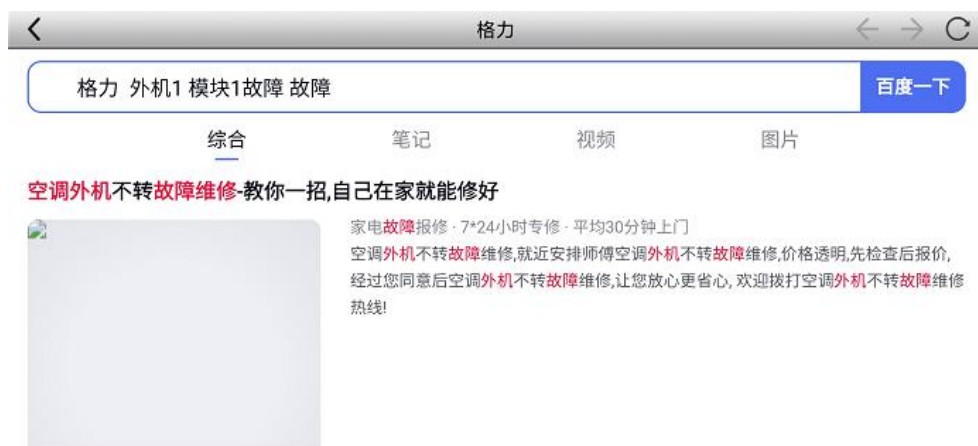 格力
格力 外机1 模块1故障 故障
百度一下
综合 笔记 视频 图片
空调外机不转故障维修-教你一招,自己在家就能修好
家电故障报修 · 7*24小时专修 · 平均30分钟上门
空调外机不转故障维修,就近安排师傅空调外机不转故障维修,价格透明,先检查后报价,
经过您同意后空调外机不转故障维修,让您放心更省心, 欢迎拨打空调外机不转故障维修
热线!